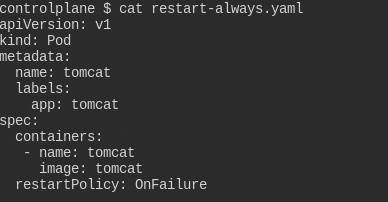 controlplane $ cat restart-always.yaml
apiVersion: v1
kind: Pod
metadata:
  name: tomcat
  labels:
    app: tomcat
spec:
  containers:
   - name: tomcat
     image: tomcat
  restartPolicy: OnFailure